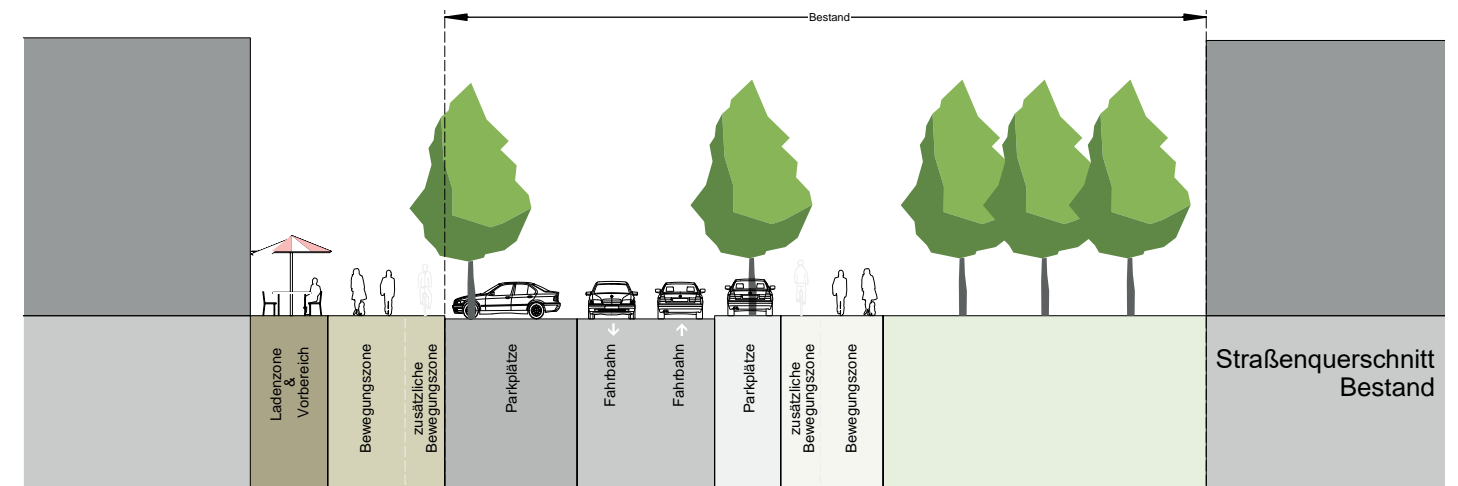 Bestand
Ladenzone
&
Vorbereich
Bewegungszone
zusätzliche
Bewegungszone
Parkplätze
Fahrbahn
Fahrbahn
Parkplätze
zusätzliche
Bewegungszone
Bewegungszone
Straßenquerschnitt
Bestand